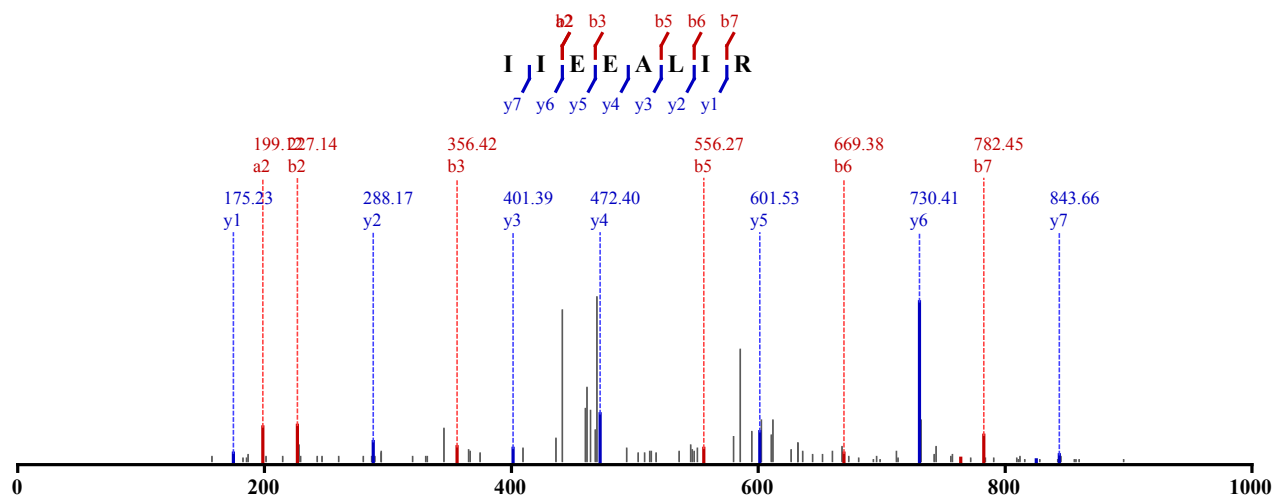 a2 b2 b3 b5 b6 b7
I I E E A L I R
y7 y6 y5 y4 y3 y2 y1
199.12 227.14 356.42 556.27 669.38 782.45
a2 b2 b3 b5 b6 b7
175.23 288.17 401.39 472.40 601.53 730.41 843.66
y1 y2 y3 y4 y5 y6 y7
0 200 400 600 800 1000